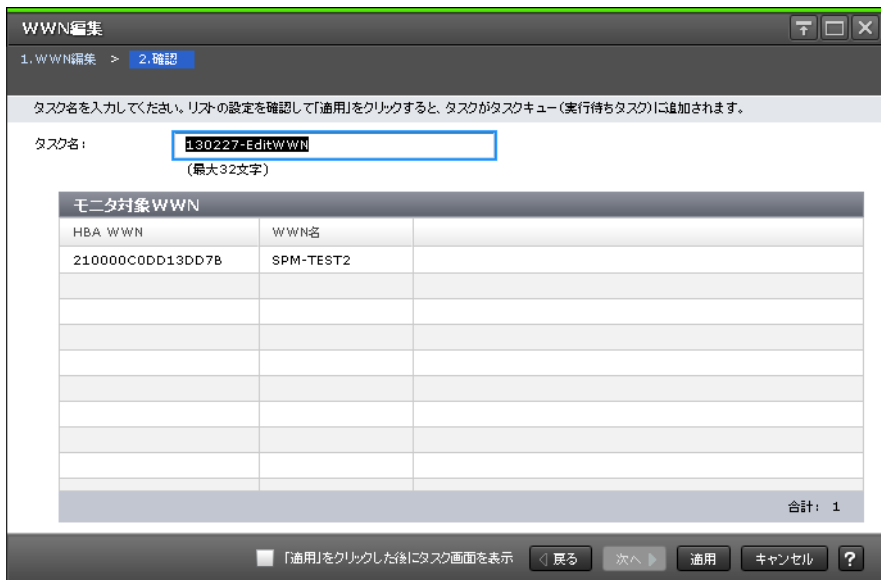 WWN編集
1.WWN編集 > 2.確認
タスク名を入力してください。リストの設定を確認して「適用」をクリックすると、タスクがタスクキュー(実行待ちタスク)に追加されます。
タスク名: 130227-EditWWN
(最大32文字)
モニタ対象WWN
HBA WWN WWN名
210000C0DD13DD7B SPM-TEST2
合計: 1
「適用」をクリックした後にタスク画面を表示 戻る 次へ 適用 キャンセル ?